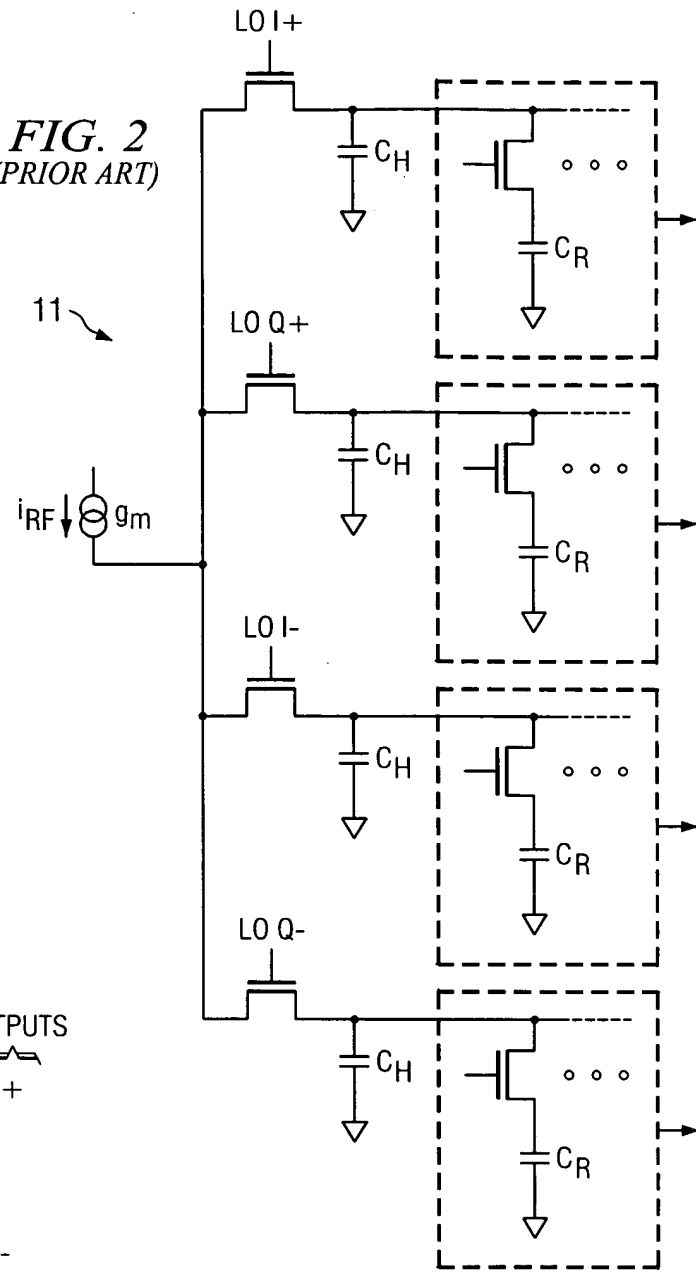 LO I+
FIG. 2
(PRIOR ART)
C_H
C_R
11
LO Q+
C_H
C_R
i_RF g_m
LO I-
C_H
C_R
LO Q-
C_H
C_R
TPUTS
+
-